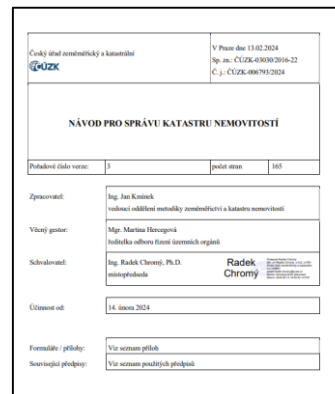 Český úřad zeměměřický a katastrální
ČÚZK
V Praze dne 13.02.2024
Sp. zn.: ČÚZK-03030/2016-22
Č. j.: ČÚZK-006793/2024
NÁVOD PRO SPRÁVU KATASTRU NEMOVITOSTÍ
Pořadové číslo verze: 3 počet stran 165
Zpracovatel: Ing. Jan Kmínek
vedoucí oddělení metodiky zeměměřictví a katastru nemovitostí
Věcný gestor: Mgr. Martina Hercegová
ředitelka odboru řízení územních orgánů
Schvalovatel: Ing. Radek Chromý, Ph.D.
místopředseda
Radek
Chromý
Účinnost od: 14. února 2024
Formuláře / přílohy: Viz seznam příloh
Související předpisy: Viz seznam použitých předpisů